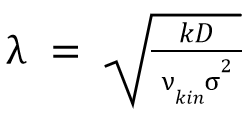 λ = √(kD / ν_kin σ²)